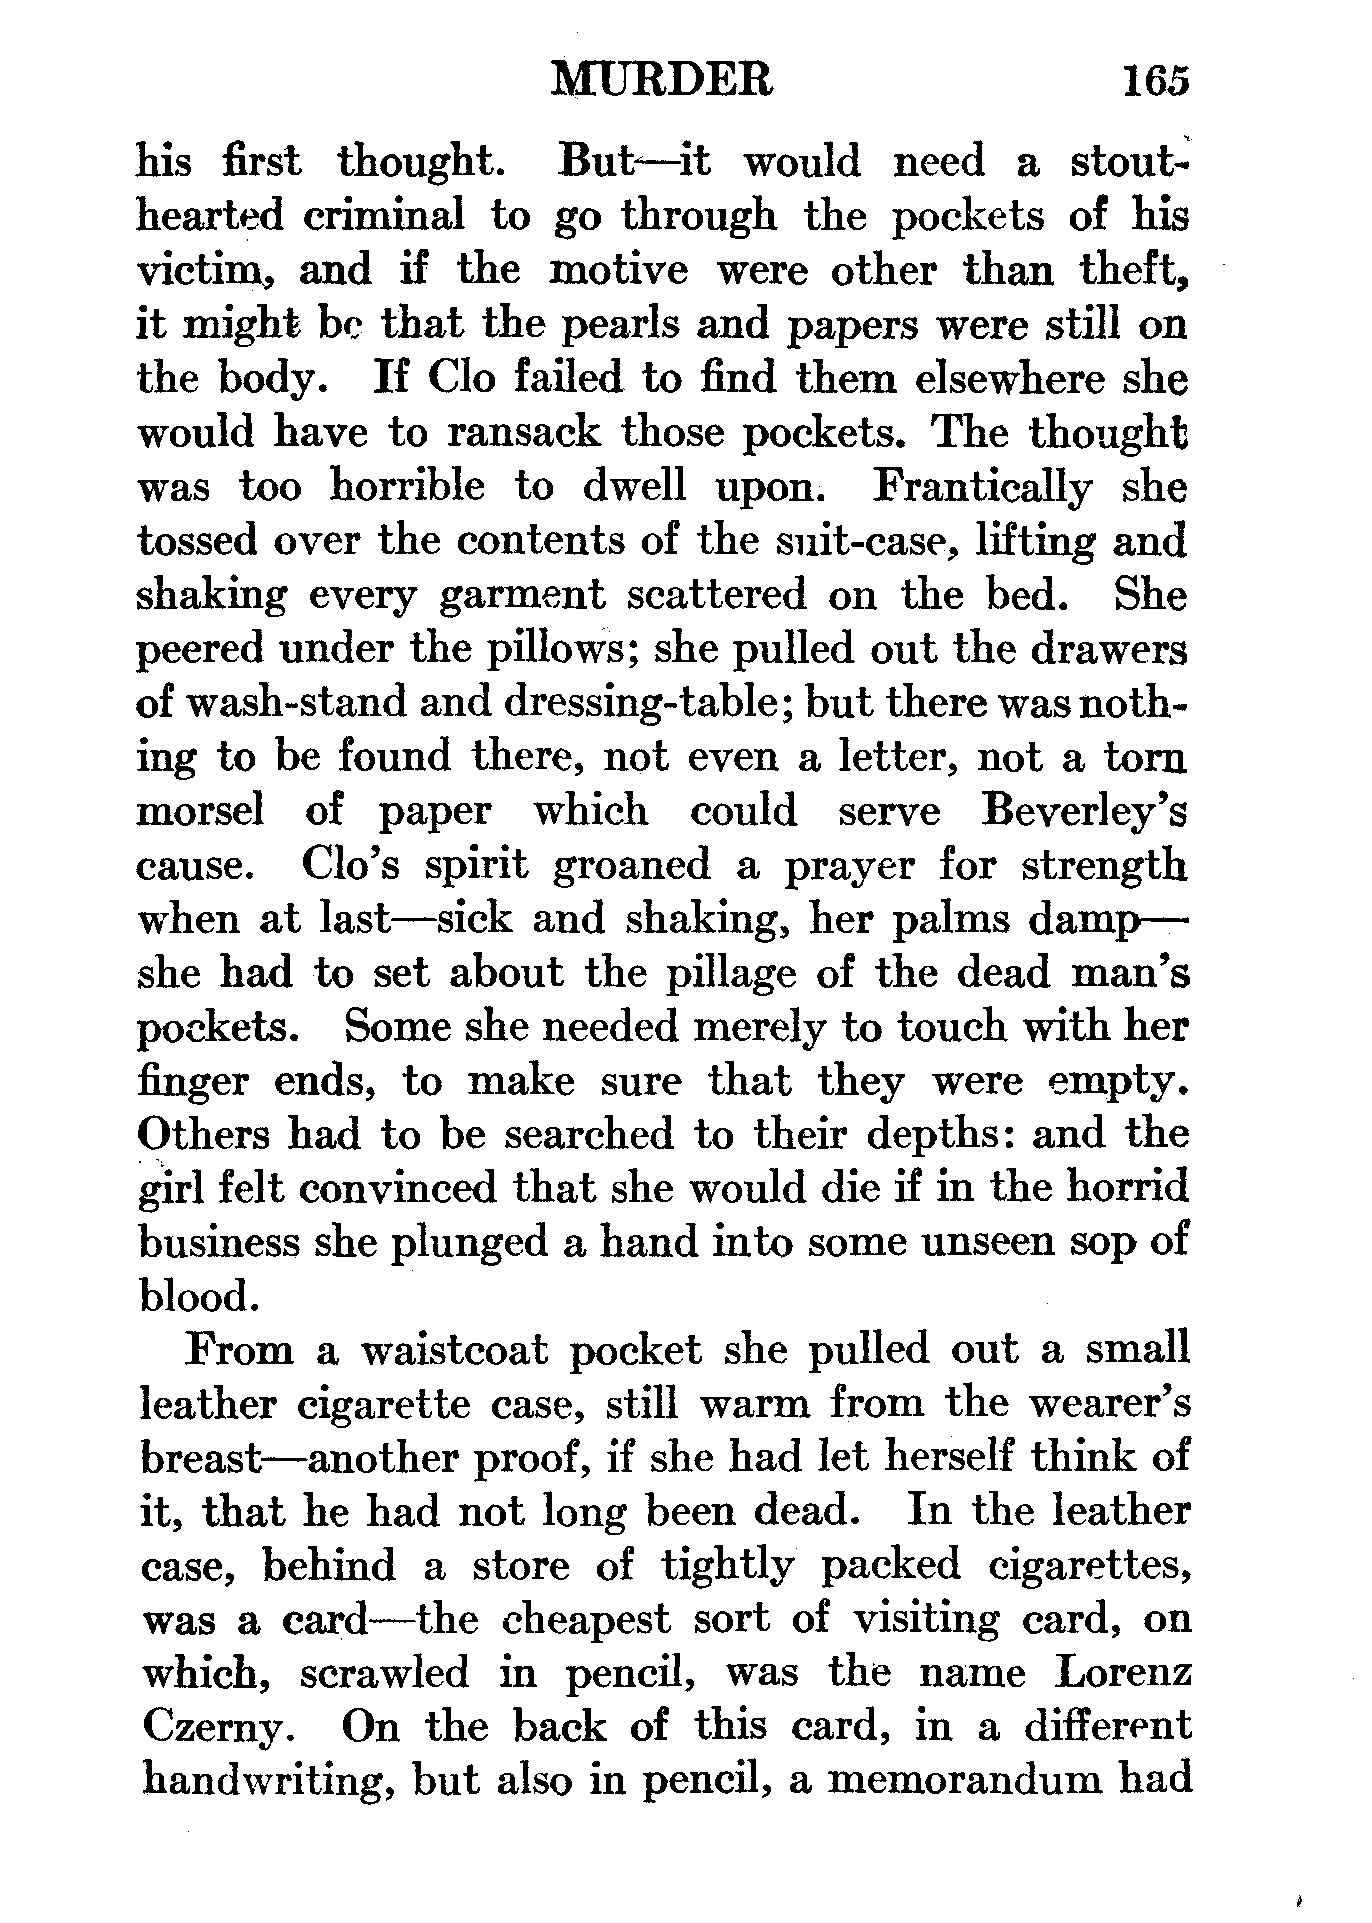 MURDER 165
his first thought. But—it would need a stout-
hearted criminal to go through the pockets of his
victim, and if the motive were other than theft,
it might be that the pearls and papers were still on
the body. If Clo failed to find them elsewhere she
would have to ransack those pockets. The thought
was too horrible to dwell upon. Frantically she
tossed over the contents of the suit-case, lifting and
shaking every garment scattered on the bed. She
peered under the pillows; she pulled out the drawers
of wash-stand and dressing-table; but there was noth-
ing to be found there, not even a letter, not a torn
morsel of paper which could serve Beverley's
cause. Clo's spirit groaned a prayer for strength
when at last—sick and shaking, her palms damp—
she had to set about the pillage of the dead man's
pockets. Some she needed merely to touch with her
finger ends, to make sure that they were empty.
Others had to be searched to their depths: and the
girl felt convinced that she would die if in the horrid
business she plunged a hand into some unseen sop of
blood.
From a waistcoat pocket she pulled out a small
leather cigarette case, still warm from the wearer's
breast—another proof, if she had let herself think of
it, that he had not long been dead. In the leather
case, behind a store of tightly packed cigarettes,
was a card—the cheapest sort of visiting card, on
which, scrawled in pencil, was the name Lorenz
Czerny. On the back of this card, in a different
handwriting, but also in pencil, a memorandum had